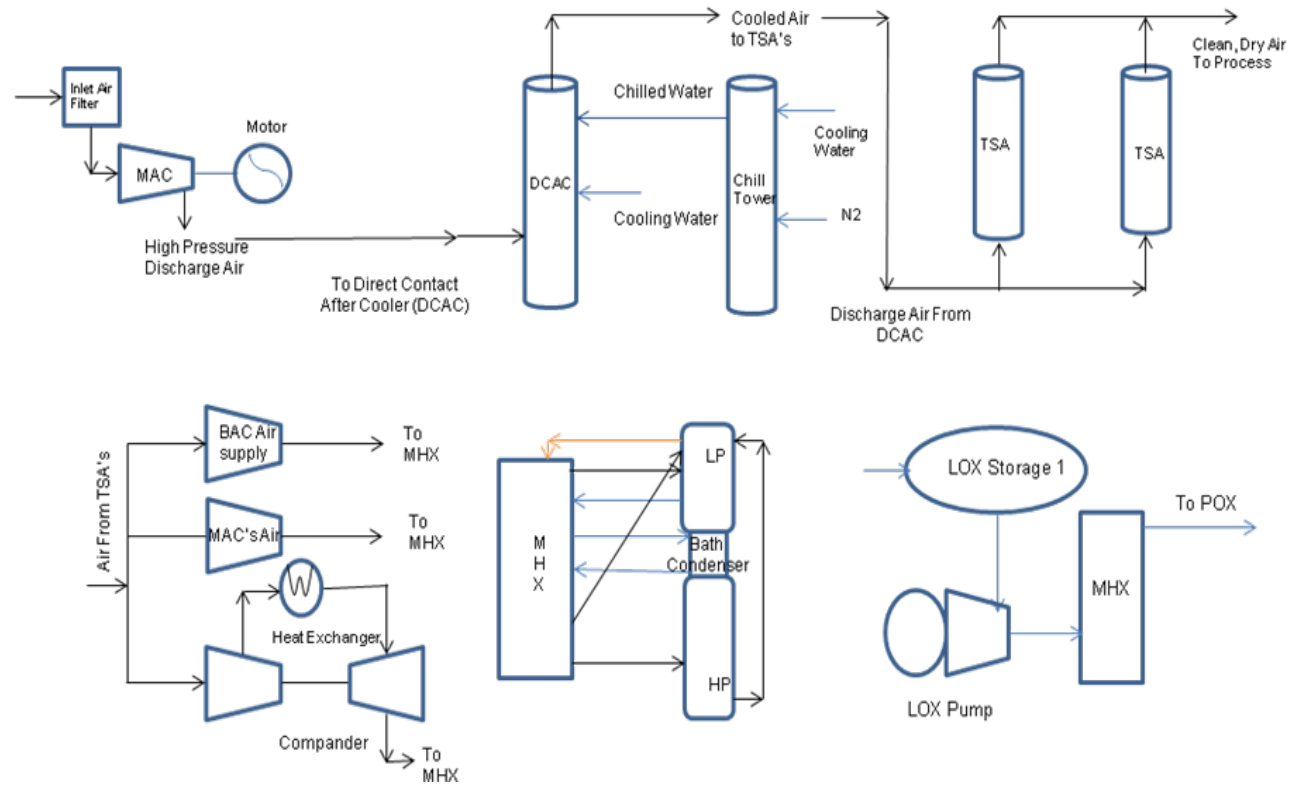 Inlet Air
Filter
MAC
Motor
High Pressure
Discharge Air
To Direct Contact
After Cooler (DCAC)
DCAC
Cooled Air
to TSA's
Chilled Water
Cooling Water
Chill
Tower
Cooling
Water
N2
Discharge Air From
DCAC
TSA
TSA
Clean, Dry Air
To Process
Air From TSA's
BAC Air
supply
To
MHX
MAC'sAir
To
MHX
W
Heat Exchanger
Compander
To
MHX
M
H
X
LP
Bath
Condenser
HP
LOX Storage 1
LOX Pump
MHX
To POX